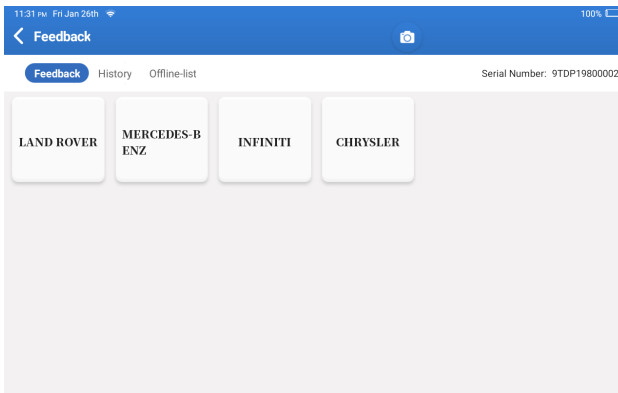 11:31 PM Fri Jan 26th 100%
Feedback
Feedback History Offline-list Serial Number: 9TDP19800002
LAND ROVER
MERCEDES-B
ENZ
INFINITI
CHRYSLER